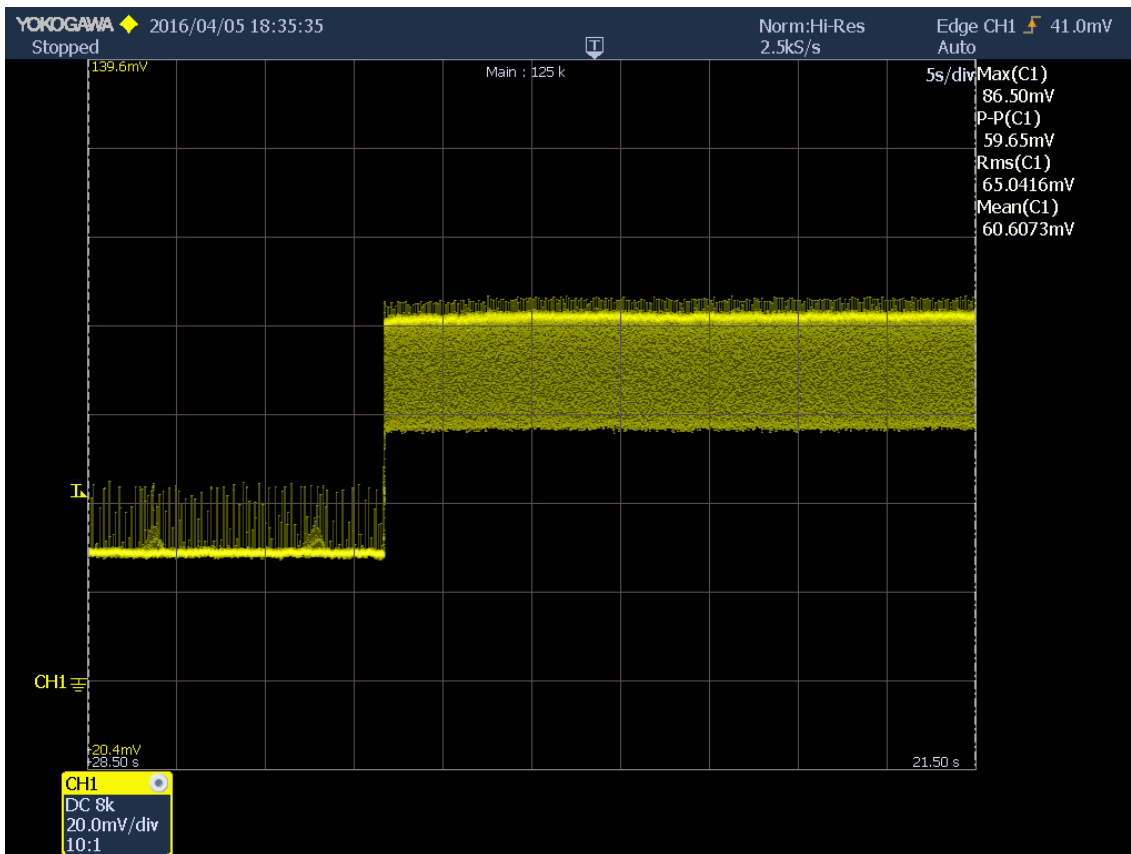 YOKOGAWA 2016/04/05 18:35:35 Norm:Hi-Res Edge CH1 41.0mV
Stopped T 2.5kS/s Auto
139.6mV Main : 125 k 5s/div
Max(C1)
86.50mV
P-P(C1)
59.65mV
Rms(C1)
65.0416mV
Mean(C1)
60.6073mV
T
CH1
-20.4mV
-28.50 s 21.50 s
CH1
DC 8k
20.0mV/div
10:1